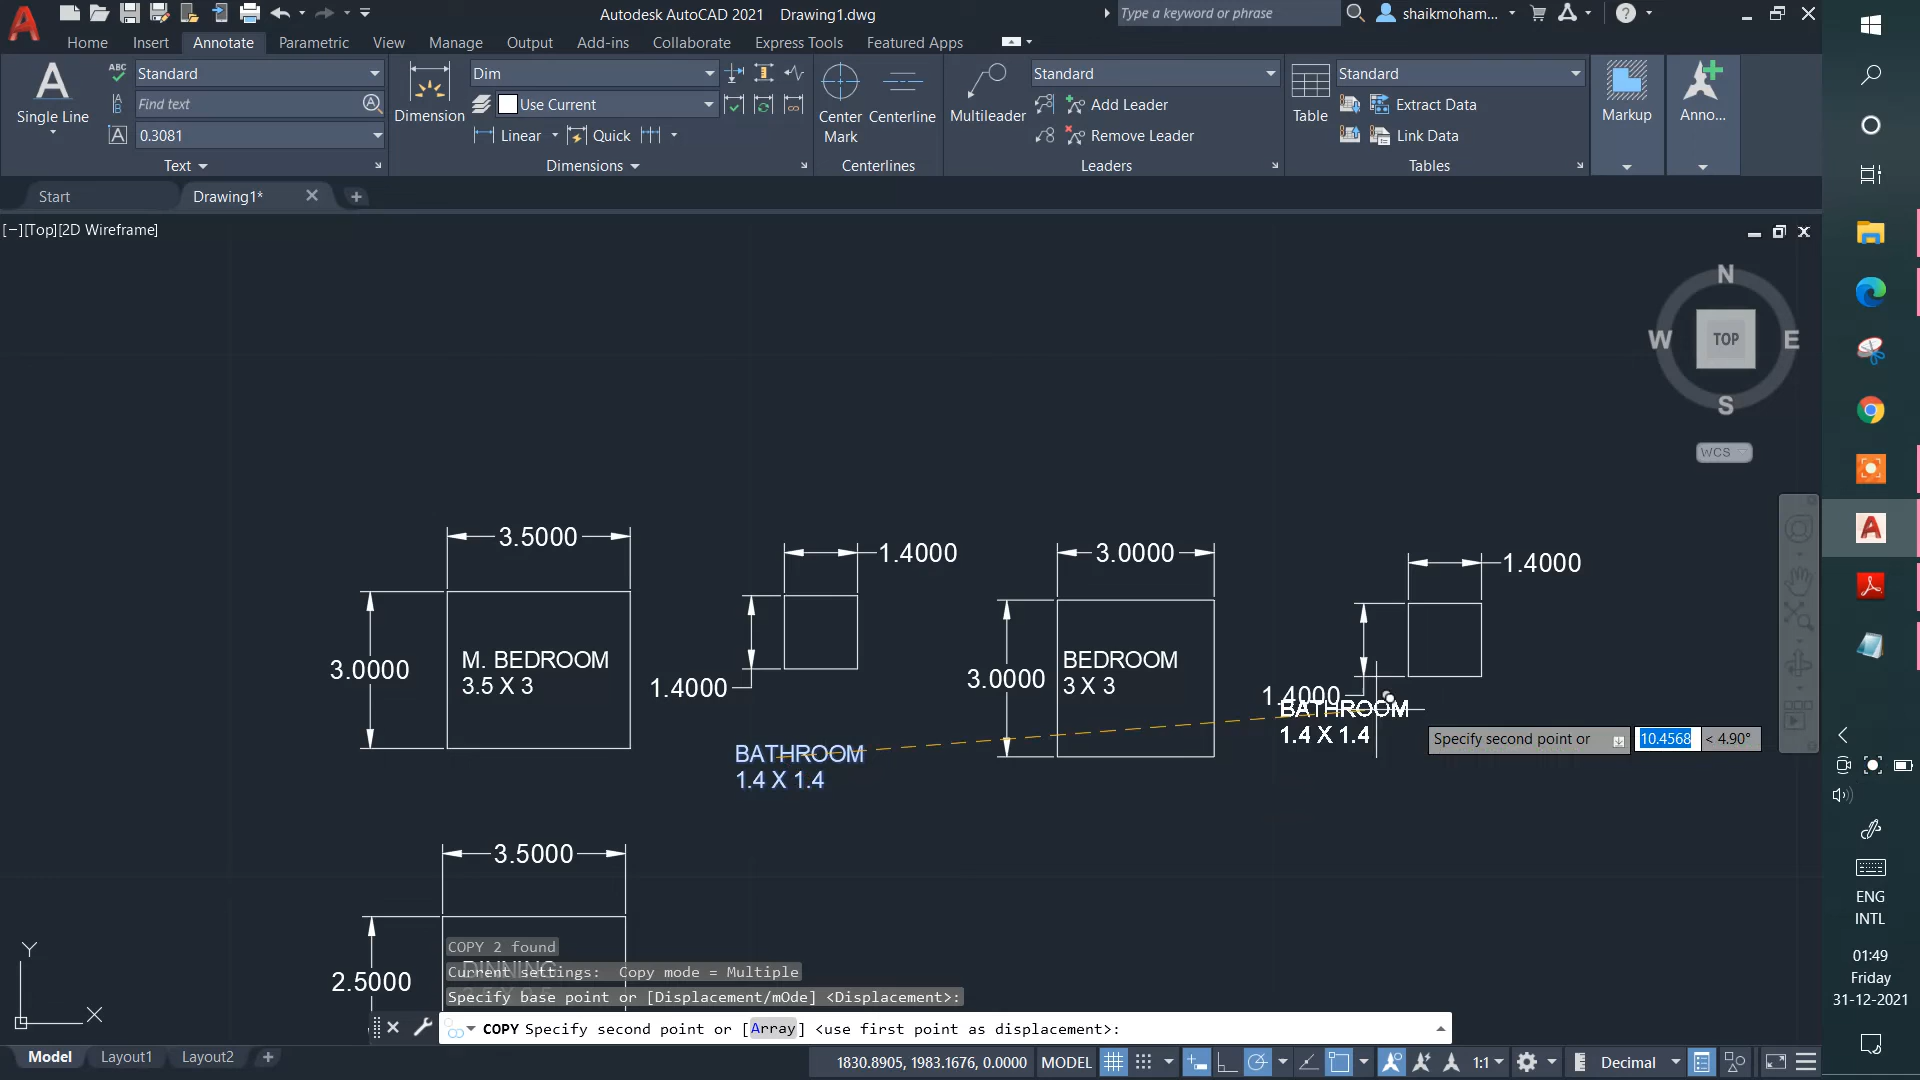 Autodesk AutoCAD 2021 Drawing1.dwg
Type a keyword or phrase
shaikmoham...
Home Insert Annotate Parametric View Manage Output Add-ins Collaborate Express Tools Featured Apps
Single Line
ABC
Standard
Find text
0.3081
Text
Dimension
Dim
Use Current
Linear Quick
Dimensions
Center Mark
Centerline
Centerlines
Multileader
Standard
Add Leader
Remove Leader
Leaders
Table
Standard
Extract Data
Link Data
Tables
Markup
Anno...
Start Drawing1*
[−][Top][2D Wireframe]
N
W TOP E
S
WCS
3.5000
3.0000
M. BEDROOM
3.5 X 3
1.4000
1.4000
BATHROOM
1.4 X 1.4
3.0000
3.0000
BEDROOM
3 X 3
1.4000
1.4000
BATHROOM
1.4 X 1.4
Specify second point or 10.4568 < 4.90°
3.5000
2.5000
DINNING
COPY 2 found
Current settings: Copy mode = Multiple
Specify base point or [Displacement/mOde] <Displacement>:
COPY Specify second point or [Array] <use first point as displacement>:
Y
X
Model Layout1 Layout2
1830.8905, 1983.1676, 0.0000 MODEL 1:1 Decimal
ENG
INTL
01:49
Friday
31-12-2021